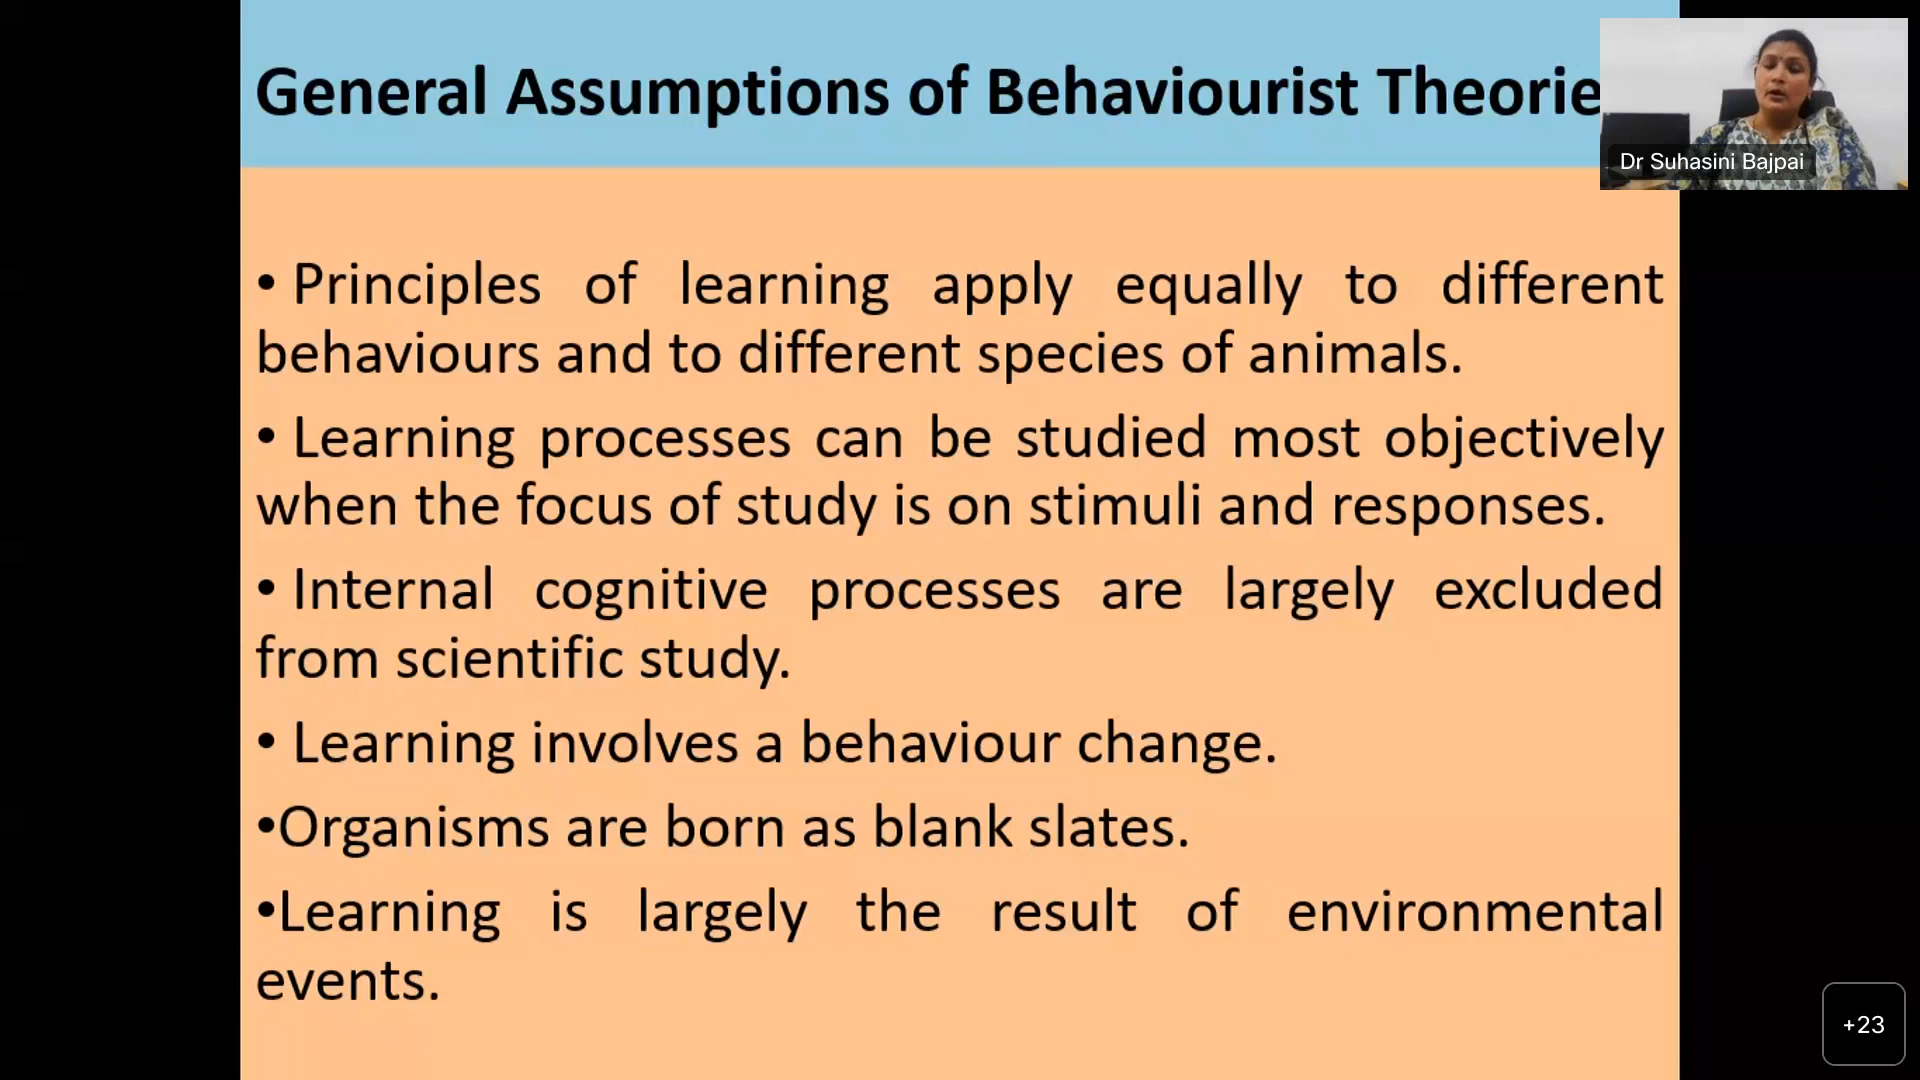 General Assumptions of Behaviourist Theorie
Dr Suhasini Bajpai
• Principles of learning apply equally to different
behaviours and to different species of animals.
• Learning processes can be studied most objectively
when the focus of study is on stimuli and responses.
• Internal cognitive processes are largely excluded
from scientific study.
• Learning involves a behaviour change.
•Organisms are born as blank slates.
•Learning is largely the result of environmental
events.
+23